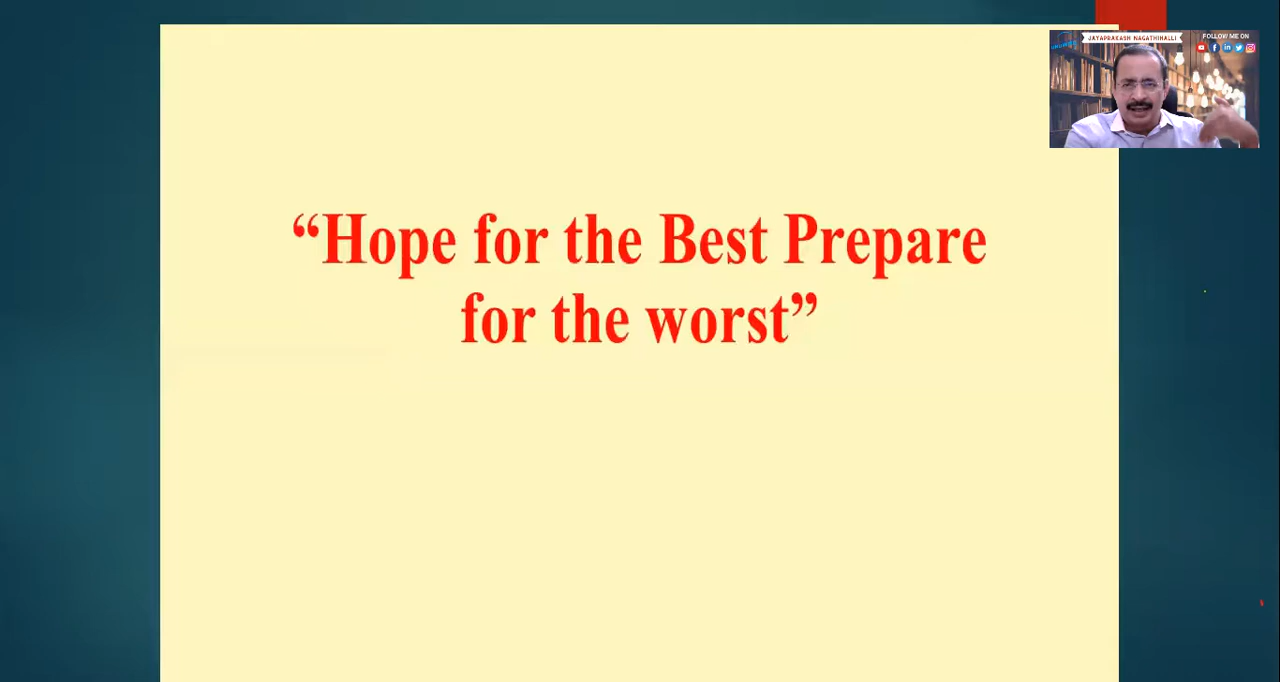 JAYAPRAKASH NAGATHIHALLI
FOLLOW ME ON
“Hope for the Best Prepare
for the worst”